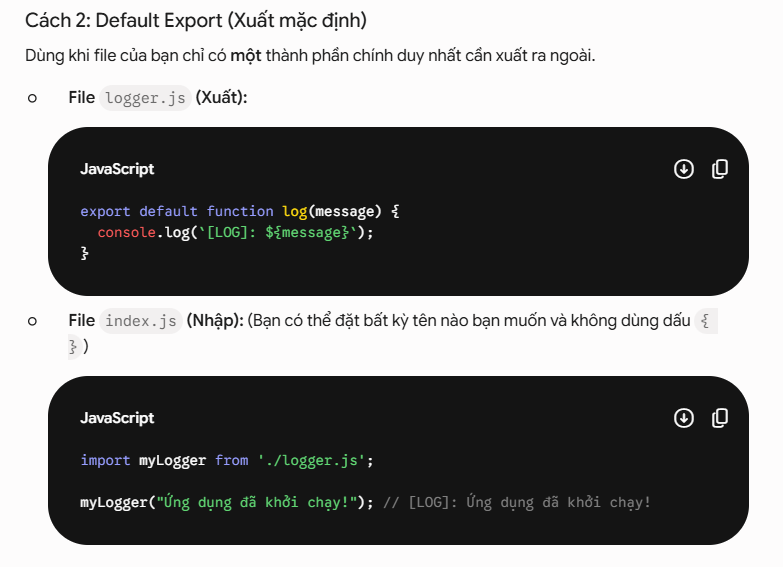 Cách 2: Default Export (Xuất mặc định)
Dùng khi file của bạn chỉ có một thành phần chính duy nhất cần xuất ra ngoài.
File logger.js (Xuất):
JavaScript
export default function log(message) {
  console.log(`[LOG]: ${message}`);
}
File index.js (Nhập): (Bạn có thể đặt bất kỳ tên nào bạn muốn và không dùng dấu {
})
JavaScript
import myLogger from './logger.js';
myLogger("Ứng dụng đã khởi chạy!"); // [LOG]: Ứng dụng đã khởi chạy!